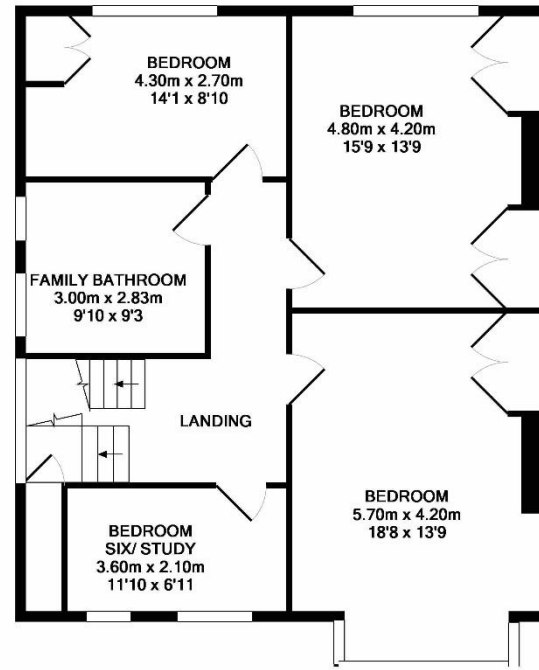 BEDROOM
4.30m x 2.70m
14'1 x 8'10
BEDROOM
4.80m x 4.20m
15'9 x 13'9
FAMILY BATHROOM
3.00m x 2.83m
9'10 x 9'3
LANDING
BEDROOM
SIX/ STUDY
3.60m x 2.10m
11'10 x 6'11
BEDROOM
5.70m x 4.20m
18'8 x 13'9